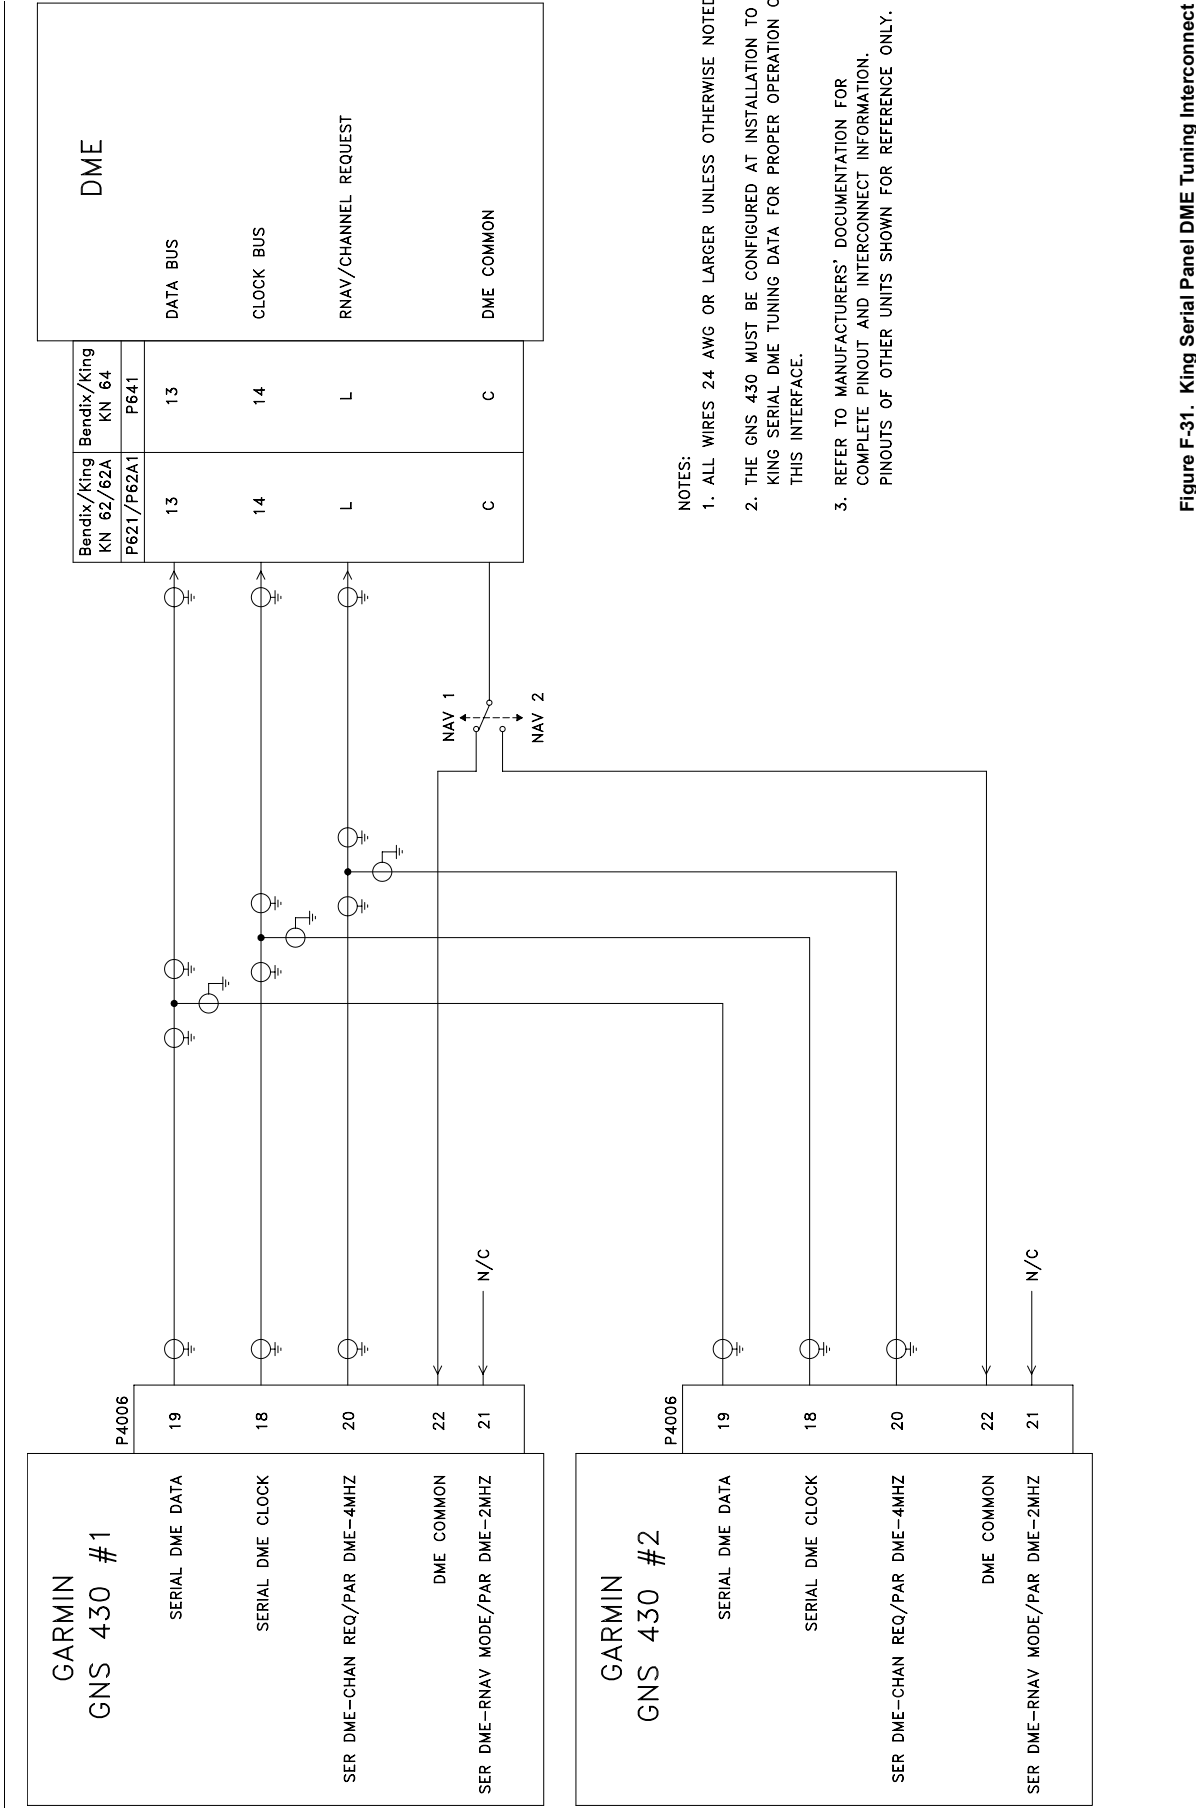 GARMIN
GNS 430 #1
P4006
SERIAL DME DATA 19
SERIAL DME CLOCK 18
SER DME-CHAN REQ/PAR DME-4MHZ 20
DME COMMON 22
SER DME-RNAV MODE/PAR DME-2MHZ 21
N/C
NAV 1
NAV 2
Bendix/King
KN 62/62A
P621/P62A1
Bendix/King
KN 64
P641
DME
13 13 DATA BUS
14 14 CLOCK BUS
L L RNAV/CHANNEL REQUEST
C C DME COMMON
GARMIN
GNS 430 #2
P4006
SERIAL DME DATA 19
SERIAL DME CLOCK 18
SER DME-CHAN REQ/PAR DME-4MHZ 20
DME COMMON 22
SER DME-RNAV MODE/PAR DME-2MHZ 21
N/C
NOTES:
1. ALL WIRES 24 AWG OR LARGER UNLESS OTHERWISE NOTED
2. THE GNS 430 MUST BE CONFIGURED AT INSTALLATION TO
KING SERIAL DME TUNING DATA FOR PROPER OPERATION
THIS INTERFACE.
3. REFER TO MANUFACTURERS' DOCUMENTATION FOR
COMPLETE PINOUT AND INTERCONNECT INFORMATION.
PINOUTS OF OTHER UNITS SHOWN FOR REFERENCE ONLY.
Figure F-31. King Serial Panel DME Tuning Interconnect